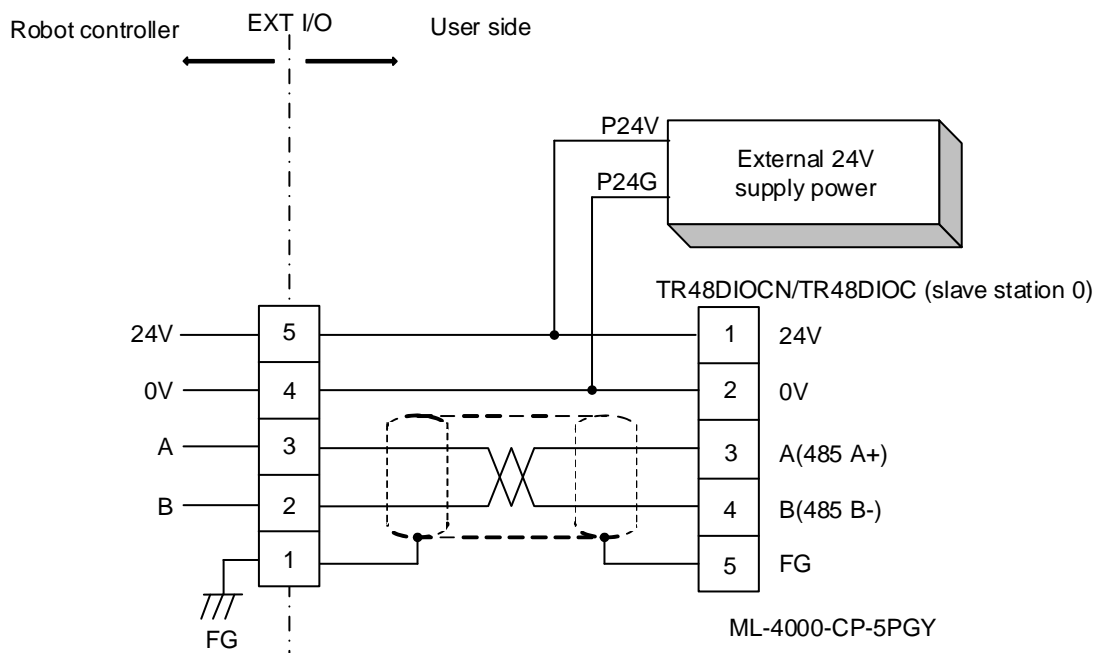 Robot controller
EXT I/O
User side
P24V
P24G
External 24V
supply power
TR48DIOCN/TR48DIOC (slave station 0)
24V
5
1
24V
0V
4
2
0V
A
3
3
A(485 A+)
B
2
4
B(485 B-)
1
5
FG
FG
ML-4000-CP-5PGY